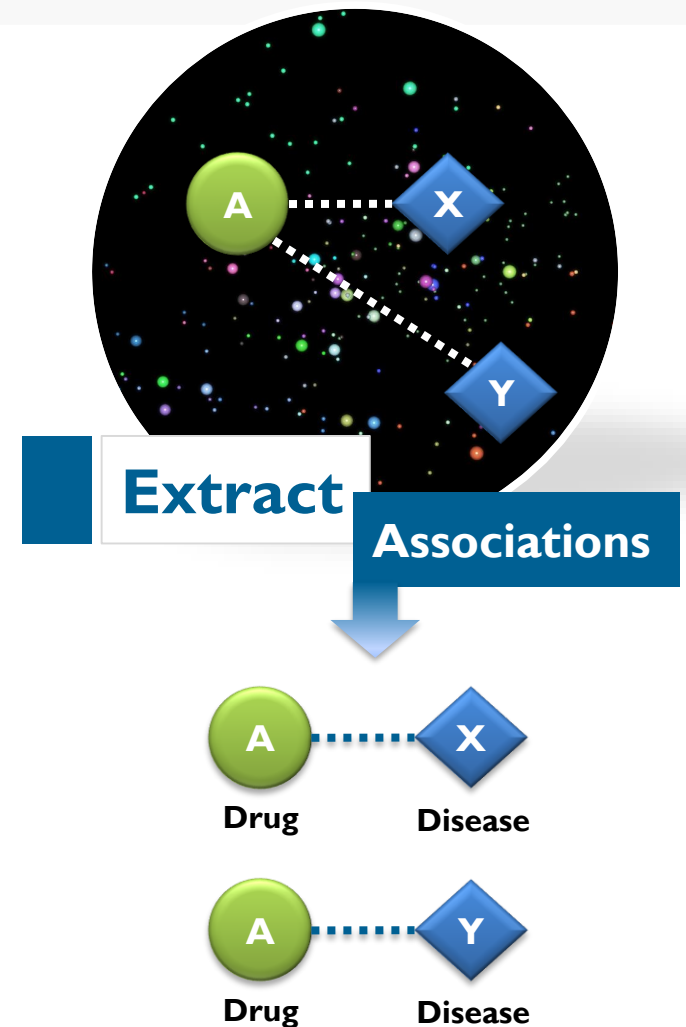 A X
Y
Extract
Associations
A X
Drug Disease
A Y
Drug Disease